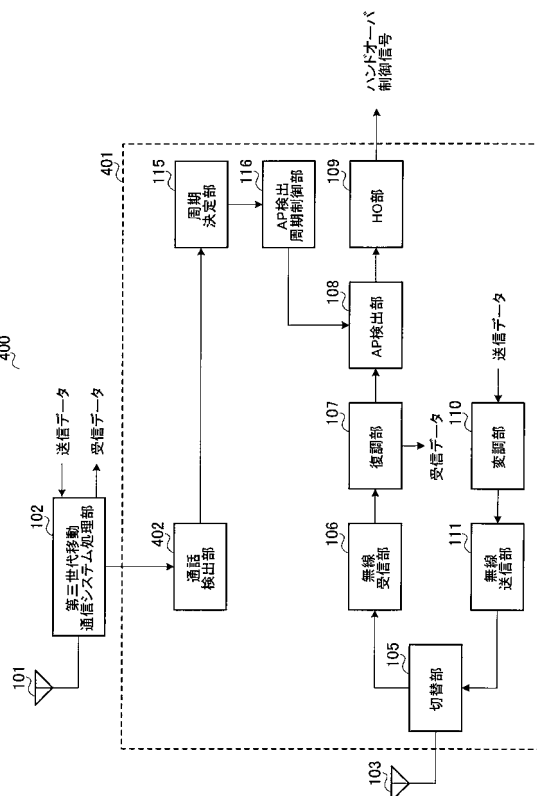 400
101
102
第三世代移動
通信システム処理部
送信データ
受信データ
401
402
通話
検出部
115
周期
決定部
116
AP検出
周期制御部
103
105
切替部
106
無線
受信部
107
復調部
受信データ
108
AP検出部
109
HO部
ハンドオーバ
制御信号
111
無線
送信部
110
変調部
送信データ